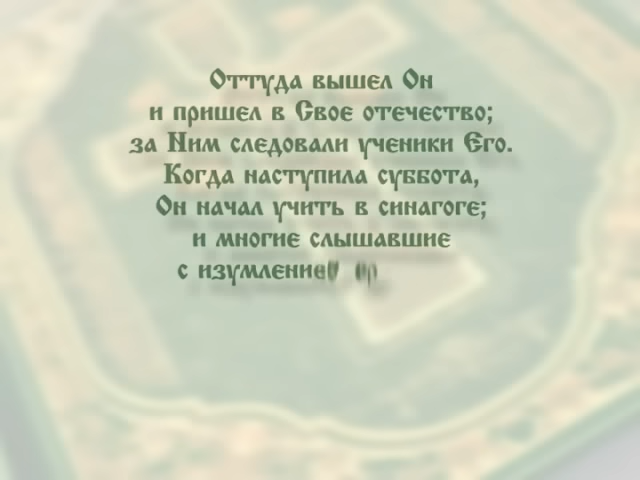 Оттуда вышел Он
и пришел в Свое отечество;
за Ним следовали ученики Его.
Когда наступила суббота,
Он начал учить в синагоге;
и многие слышавшие
с